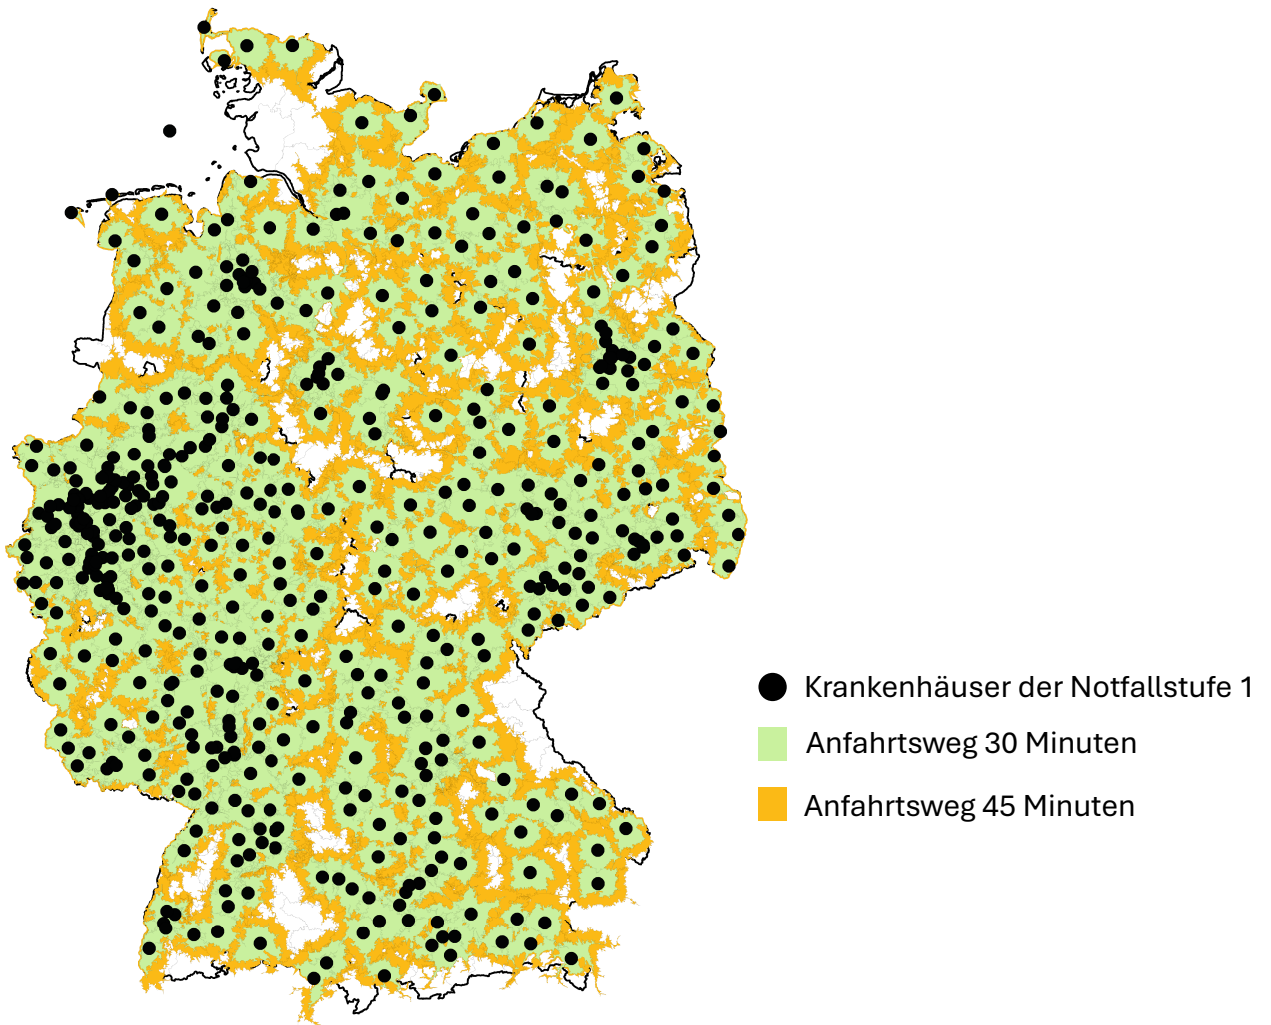 Krankenhäuser der Notfallstufe 1
Anfahrtsweg 30 Minuten
Anfahrtsweg 45 Minuten